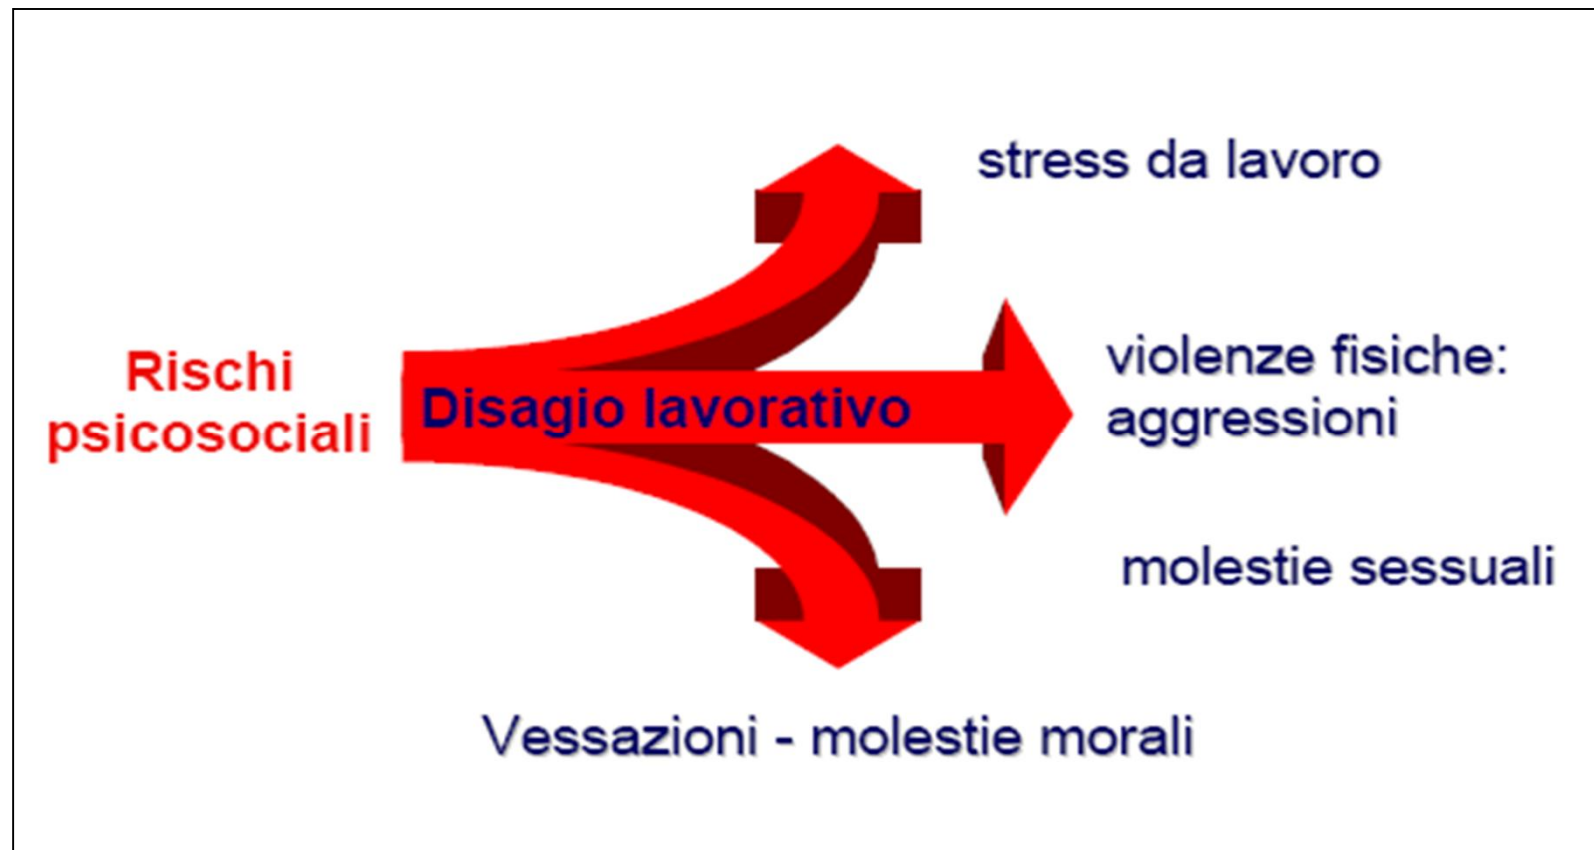 stress da lavoro
Rischi
psicosociali
Disagio lavorativo
violenze fisiche:
aggressioni
molestie sessuali
Vessazioni - molestie morali